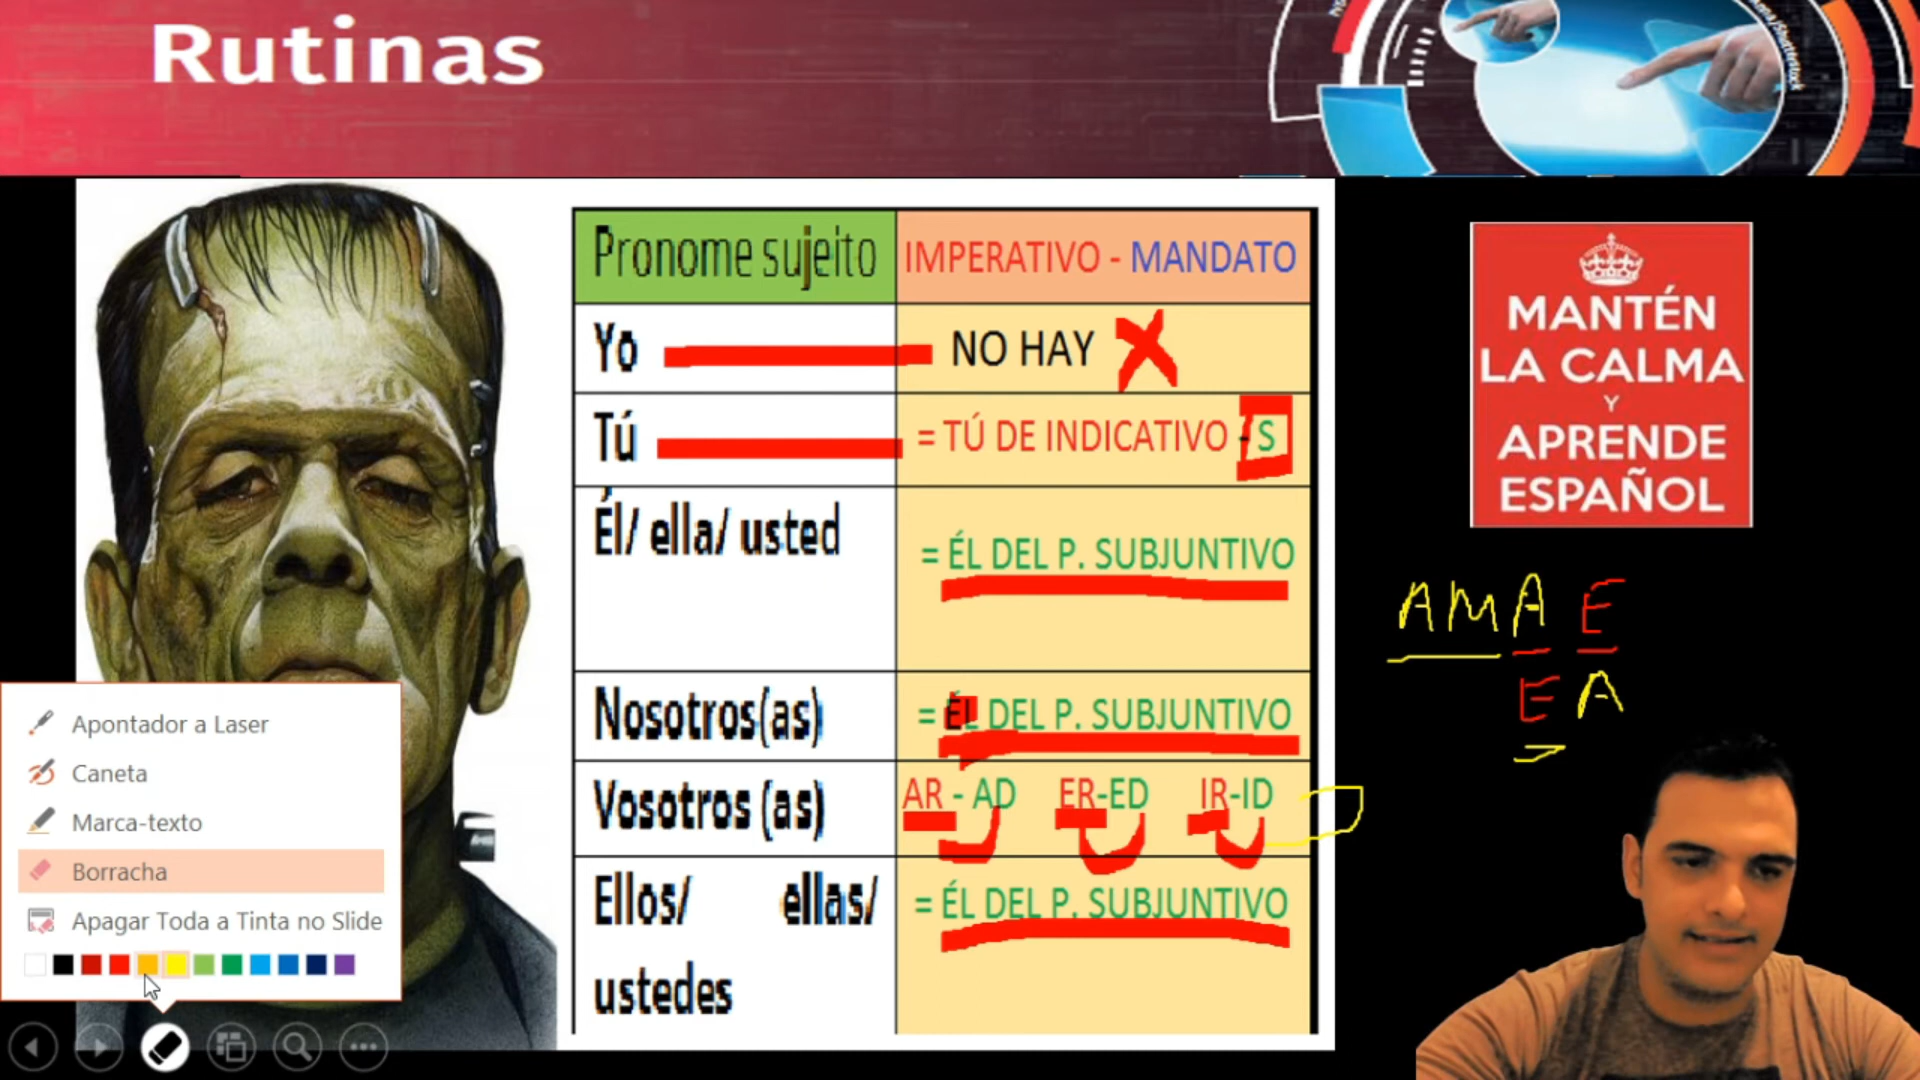 Rutinas
Pronome sujeito
IMPERATIVO - MANDATO
Yo
NO HAY
Tú
= TÚ DE INDICATIVO -S
Él/ ella/ usted
= ÉL DEL P. SUBJUNTIVO
Nosotros(as)
= ÉL DEL P. SUBJUNTIVO
Vosotros (as)
AR - AD ER-ED IR-ID
Ellos/ ellas/
ustedes
= ÉL DEL P. SUBJUNTIVO
MANTÉN
LA CALMA
Y
APRENDE
ESPAÑOL
AMA E
E A
Apontador a Laser
Caneta
Marca-texto
Borracha
Apagar Toda a Tinta no Slide